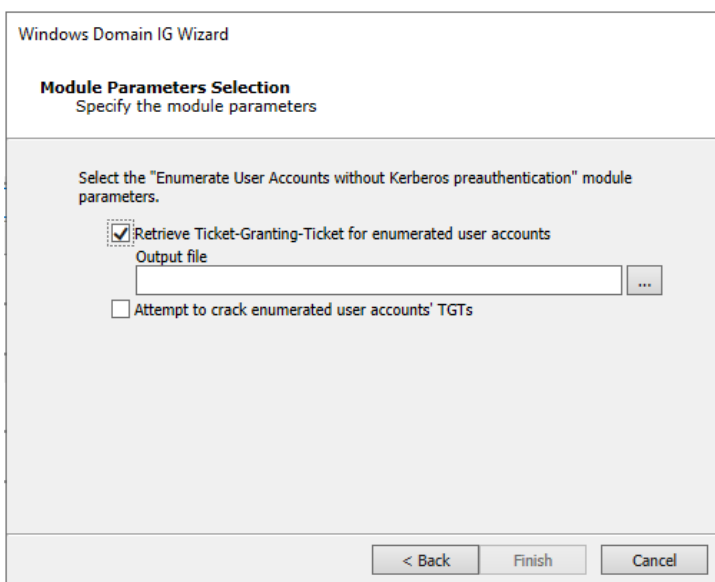 Windows Domain IG Wizard
Module Parameters Selection
Specify the module parameters
Select the "Enumerate User Accounts without Kerberos preauthentication" module
parameters.
Retrieve Ticket-Granting-Ticket for enumerated user accounts
Output file
...
Attempt to crack enumerated user accounts' TGTs
< Back
Finish
Cancel